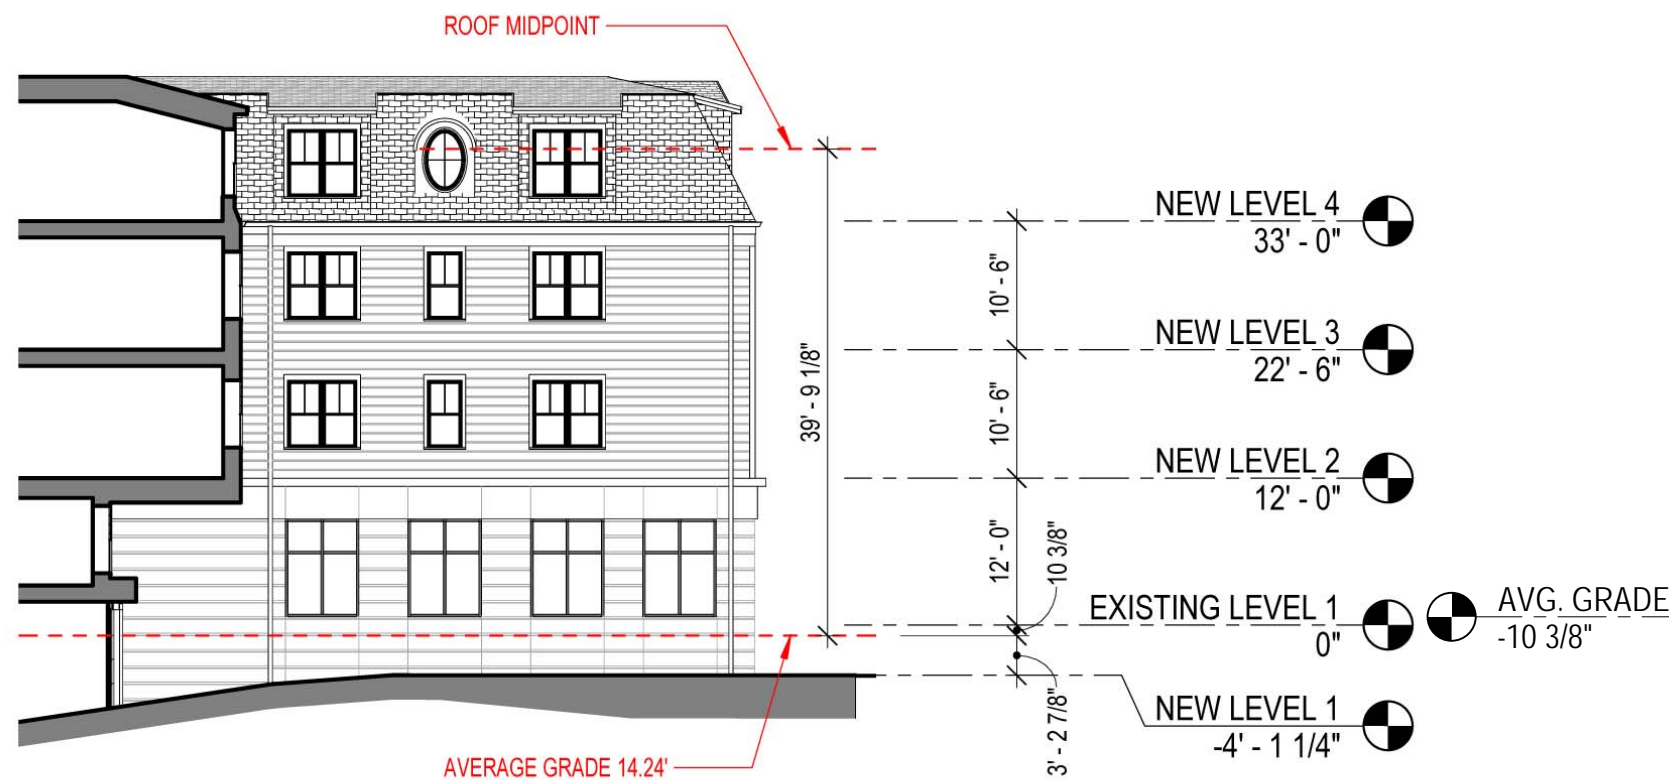 ROOF MIDPOINT
NEW LEVEL 4
33' - 0"
10' - 6"
NEW LEVEL 3
22' - 6"
39' - 9 1/8"
10' - 6"
NEW LEVEL 2
12' - 0"
12' - 0"
10 3/8"
EXISTING LEVEL 1
0"
AVG. GRADE
-10 3/8"
3' - 2 7/8"
NEW LEVEL 1
-4' - 1 1/4"
AVERAGE GRADE 14.24'